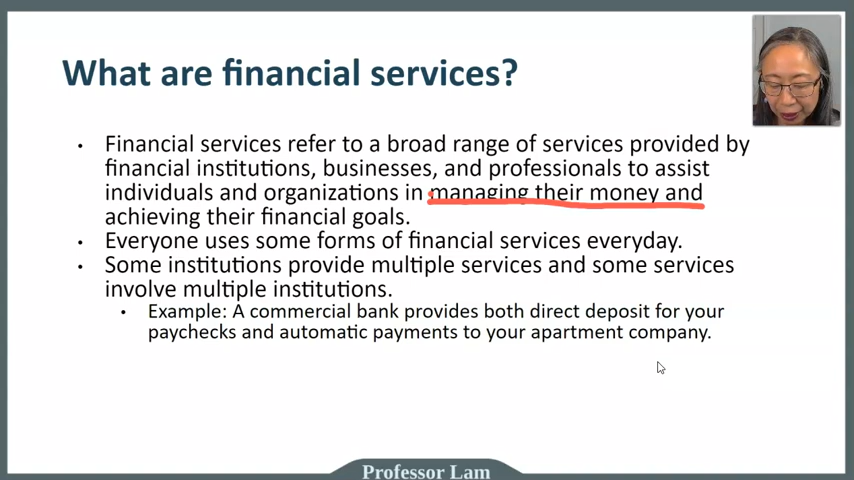 What are financial services?
• Financial services refer to a broad range of services provided by
financial institutions, businesses, and professionals to assist
individuals and organizations in managing their money and
achieving their financial goals.
• Everyone uses some forms of financial services everyday.
• Some institutions provide multiple services and some services
involve multiple institutions.
• Example: A commercial bank provides both direct deposit for your
paychecks and automatic payments to your apartment company.
Professor Lam